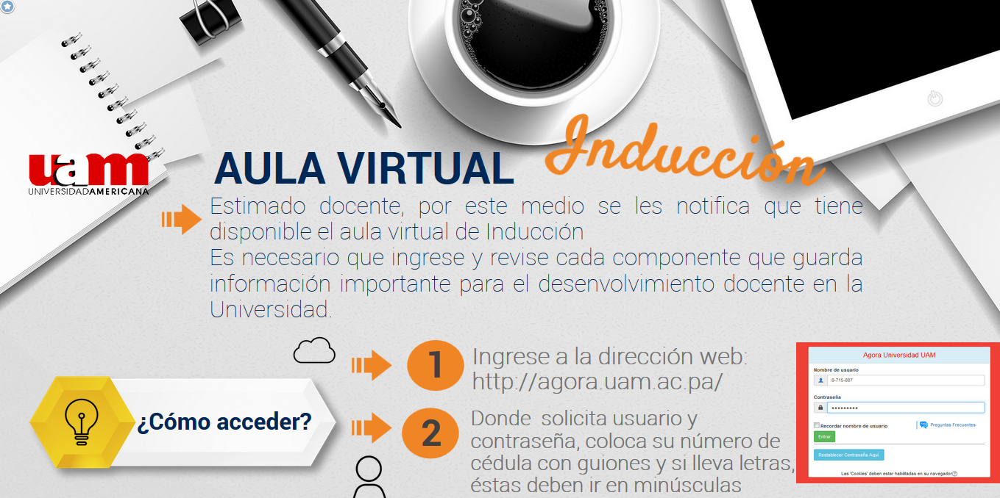 uam
UNIVERSIDADAMERICANA
AULA VIRTUAL
Inducción
Estimado docente, por este medio se les notifica que tiene
disponible el aula virtual de Inducción
Es necesario que ingrese y revise cada componente que guarda
información importante para el desenvolvimiento docente en la
Universidad.
¿Cómo acceder?
1
Ingrese a la dirección web:
http://agora.uam.ac.pa/
2
Donde solicita usuario y
contraseña, coloca su número de
cédula con guiones y si lleva letras,
éstas deben ir en minúsculas
Agora Universidad UAM
Nombre de usuario
8-715-887
Contraseña
•••••••••
Recordar nombre de usuario
Preguntas Frecuentes
Entrar
Restablecer Contraseña Aquí.
Las 'Cookies' deben estar habilitadas en su navegador